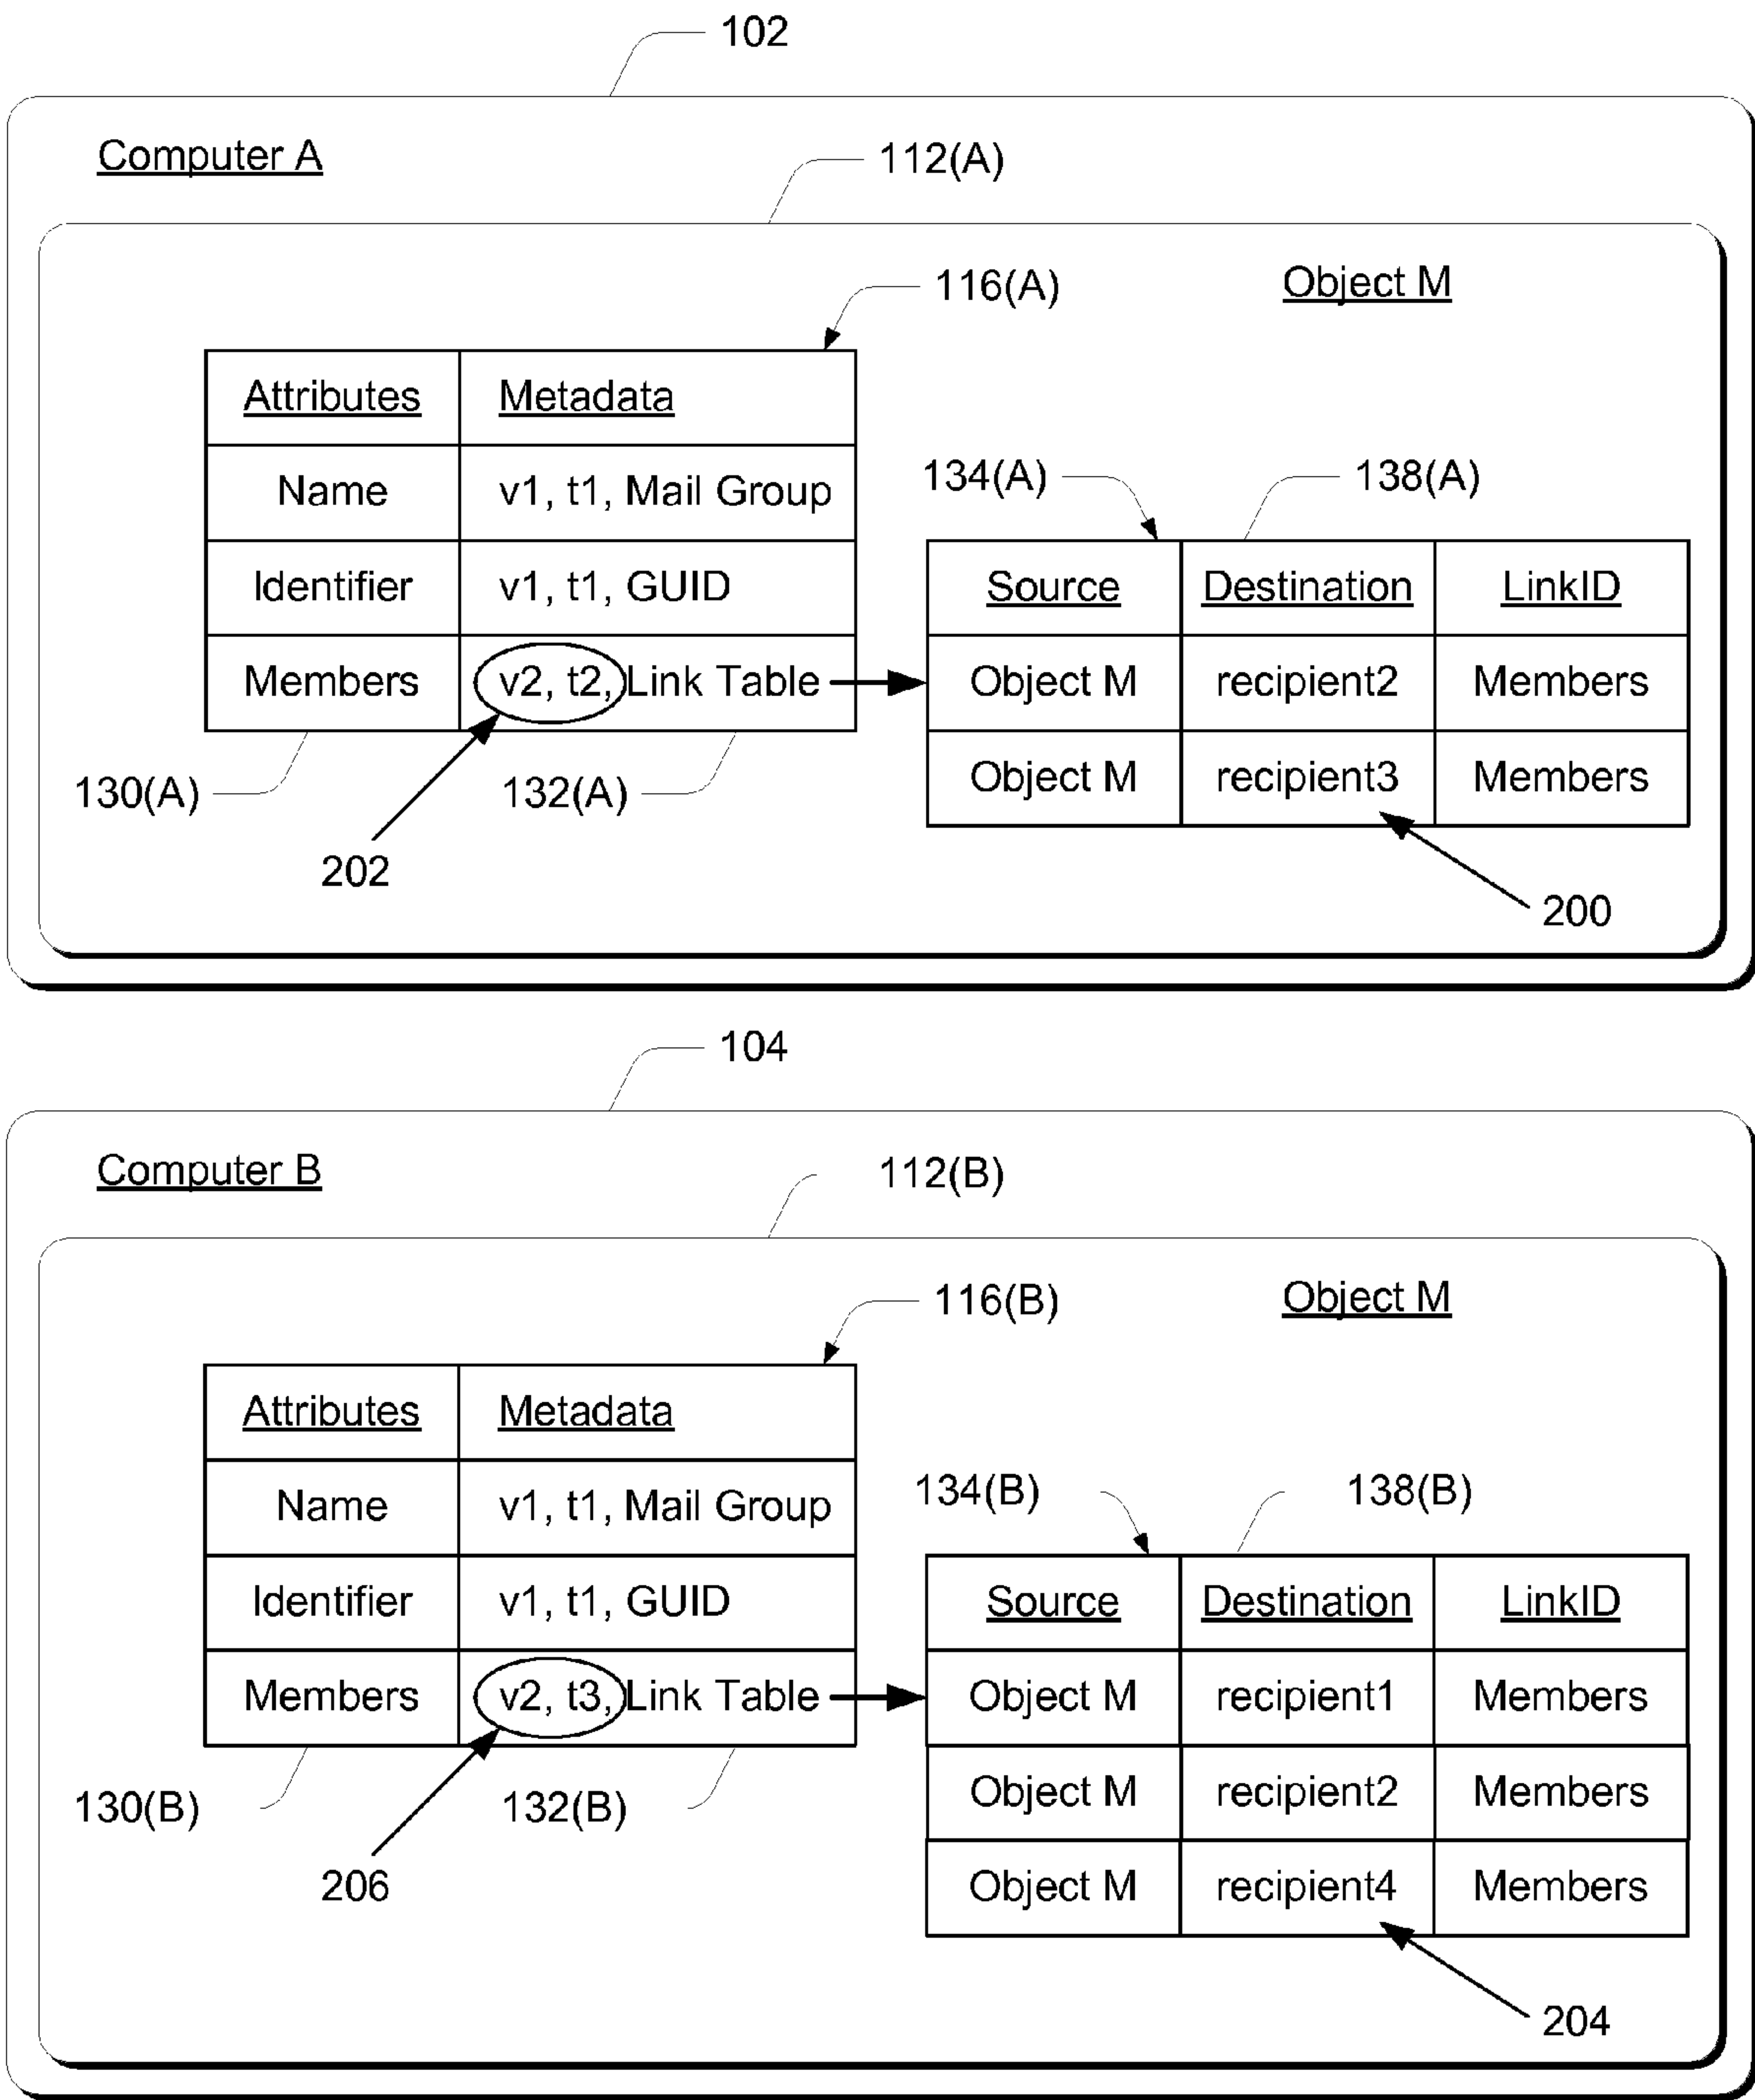 102
Computer A
112(A)
116(A)
Object M
Attributes Metadata
Name v1, t1, Mail Group
134(A) 138(A)
Identifier v1, t1, GUID
Source Destination LinkID
Members v2, t2, Link Table
Object M recipient2 Members
Object M recipient3 Members
130(A) 132(A)
202
200
104
Computer B
112(B)
116(B)
Object M
Attributes Metadata
Name v1, t1, Mail Group
134(B) 138(B)
Identifier v1, t1, GUID
Source Destination LinkID
Members v2, t3, Link Table
Object M recipient1 Members
Object M recipient2 Members
130(B) 132(B)
206
Object M recipient4 Members
204